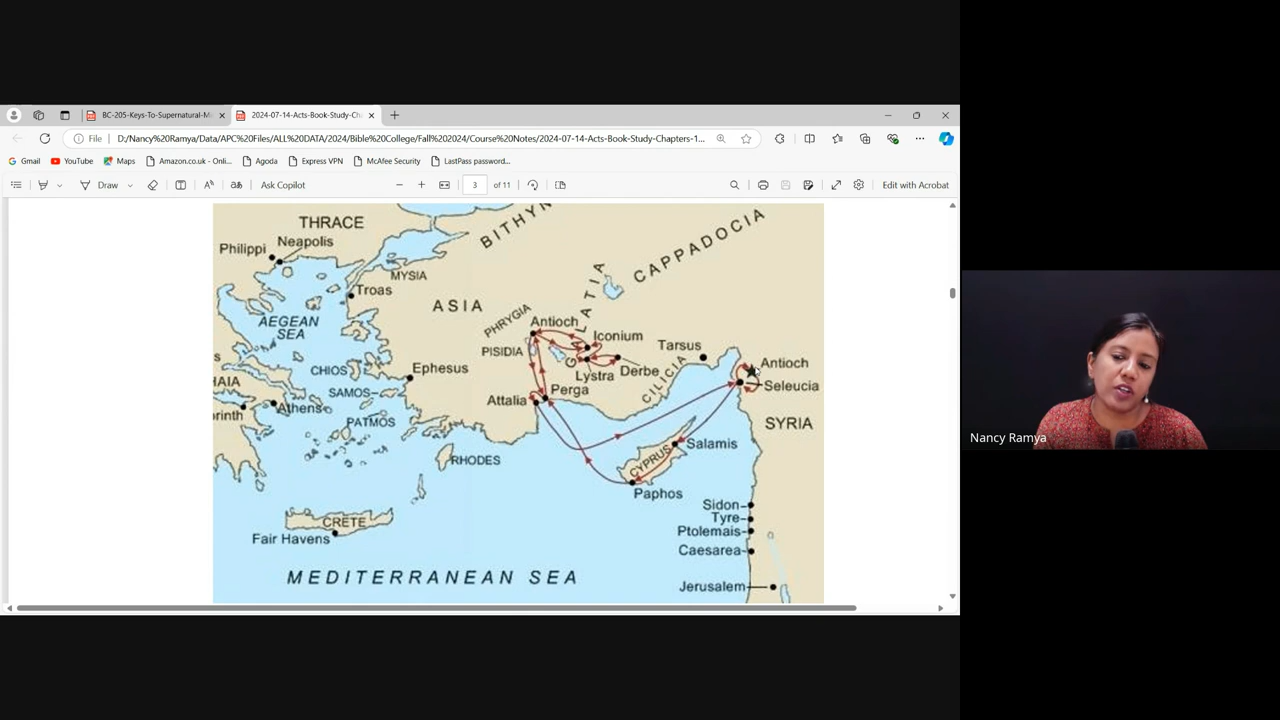 BC-205-Keys-To-Supernatural-M
2024-07-14-Acts-Book-Study-Ch
File
D:/Nancy%20Ramya/Data/APC%20Files/ALL%20DATA/2024/Bible%20College/Fall%202024/Course%20Notes/2024-07-14-Acts-Book-Study-Chapters-1...
Gmail
YouTube
Maps
Amazon.co.uk - Onli...
Agoda
Express VPN
McAfee Security
LastPass password...
Draw
Ask Copilot
3
of 11
Edit with Acrobat
THRACE
BITHYN
CAPPADOCIA
Philippi
Neapolis
MYSIA
Troas
ASIA
GALATIA
AEGEAN
SEA
PHRYGIA
Antioch
Iconium
PISIDIA
Tarsus
Antioch
CHIOS
Ephesus
Lystra
Derbe
CILICIA
Seleucia
HAIA
SAMOS
Perga
Attalia
rinth
Athens
PATMOS
SYRIA
RHODES
CYPRUS
Salamis
Paphos
Sidon
Tyre
CRETE
Ptolemais
Fair Havens
Caesarea
MEDITERRANEAN SEA
Jerusalem
Nancy Ramya